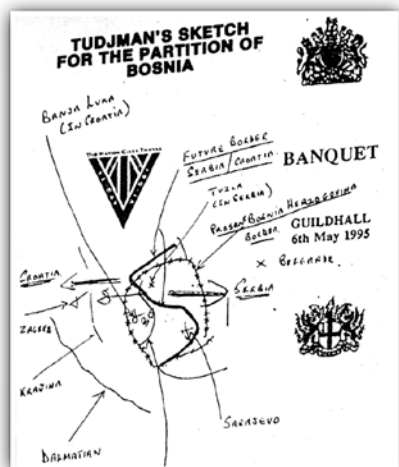 TUDJMAN'S SKETCH
FOR THE PARTITION OF
BOSNIA
BANJA LUKA
(IN CROATIA)
FUTURE BORDER
SERBIA / CROATIA
BANQUET
TUZLA
(IN SERBIA)
PRESENT BOSNIA HERZOGOVINA
BORDER
GUILDHALL
6th May 1995
X BELGRADE
CROATIA
SERBIA
ZAGREB
KRAJINA
SARAJEVO
DALMATIAN